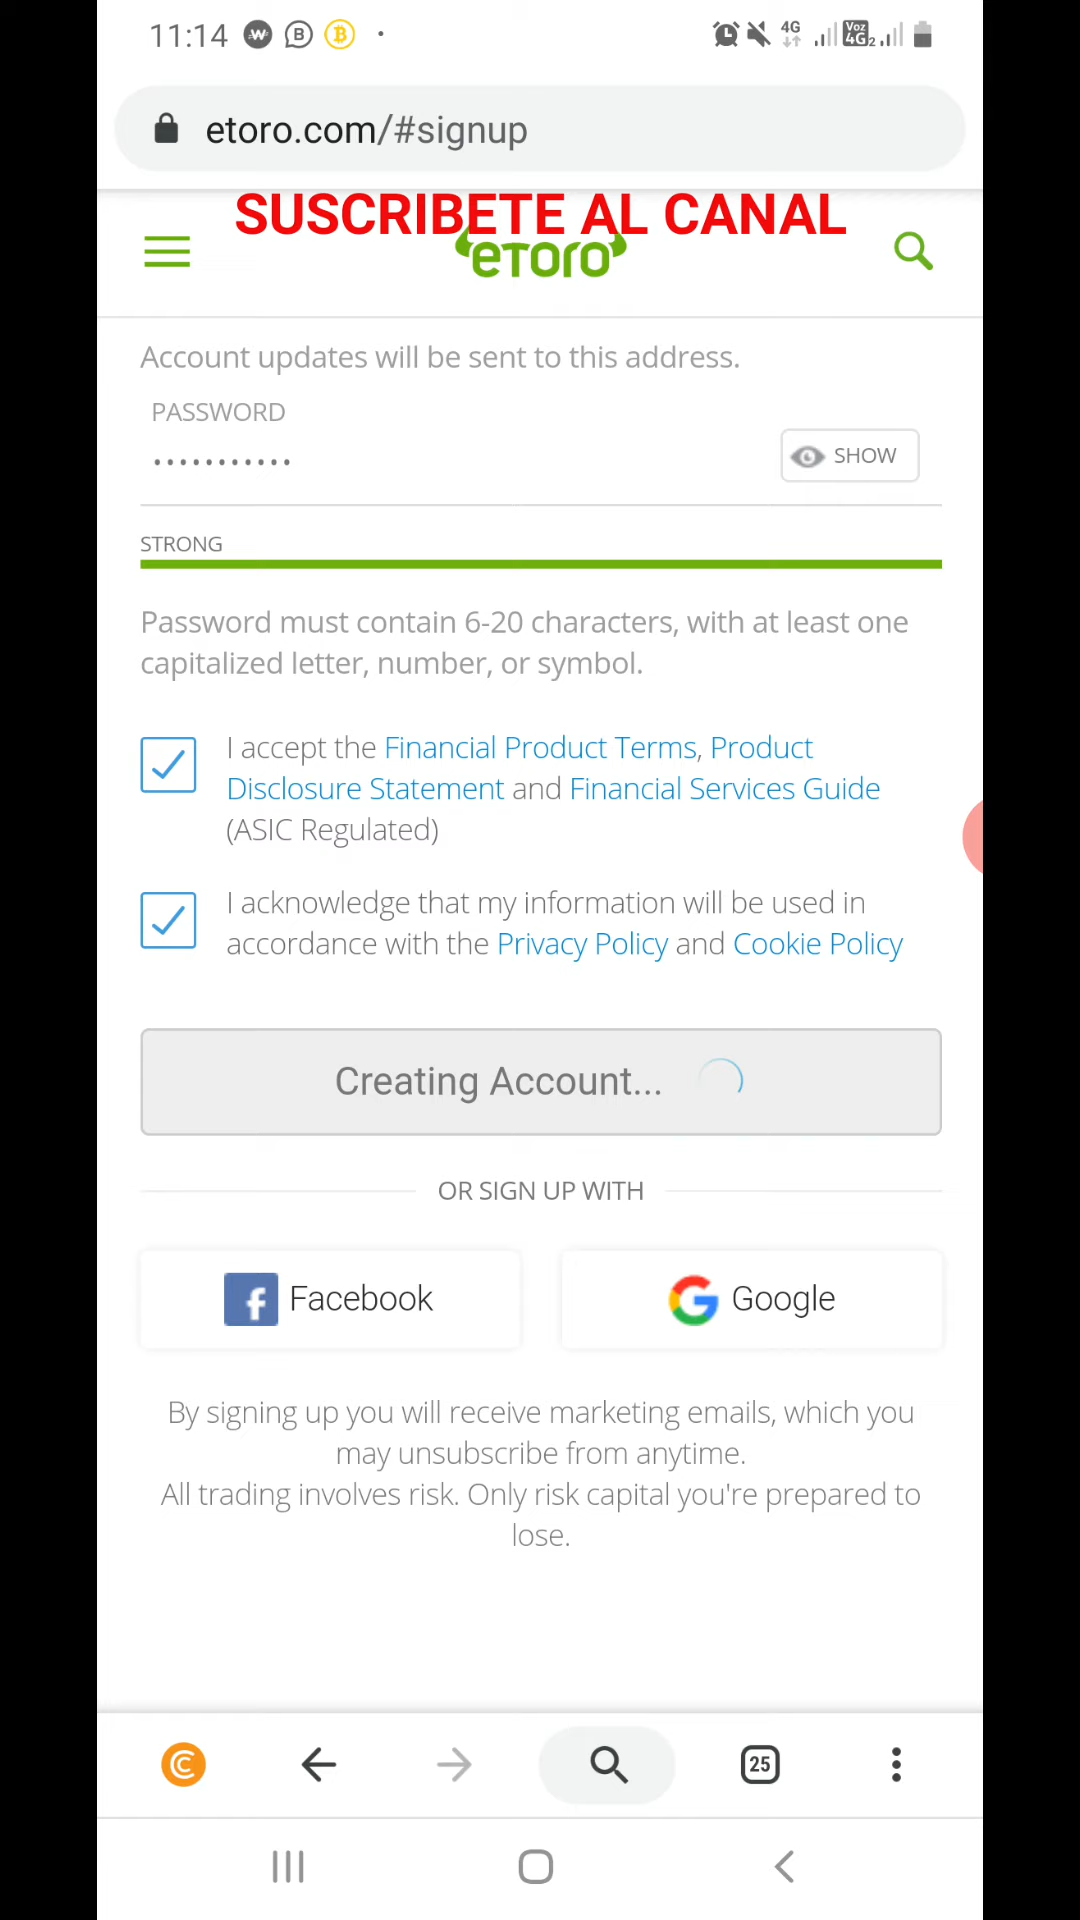 11:14
4G
Voz
4G 2
etoro.com/#signup
SUSCRIBETE AL CANAL
eToro
Account updates will be sent to this address.
PASSWORD
...........
SHOW
STRONG
Password must contain 6-20 characters, with at least one
capitalized letter, number, or symbol.
I accept the Financial Product Terms, Product
Disclosure Statement and Financial Services Guide
(ASIC Regulated)
I acknowledge that my information will be used in
accordance with the Privacy Policy and Cookie Policy
Creating Account...
OR SIGN UP WITH
Facebook
Google
By signing up you will receive marketing emails, which you
may unsubscribe from anytime.
All trading involves risk. Only risk capital you're prepared to
lose.
25